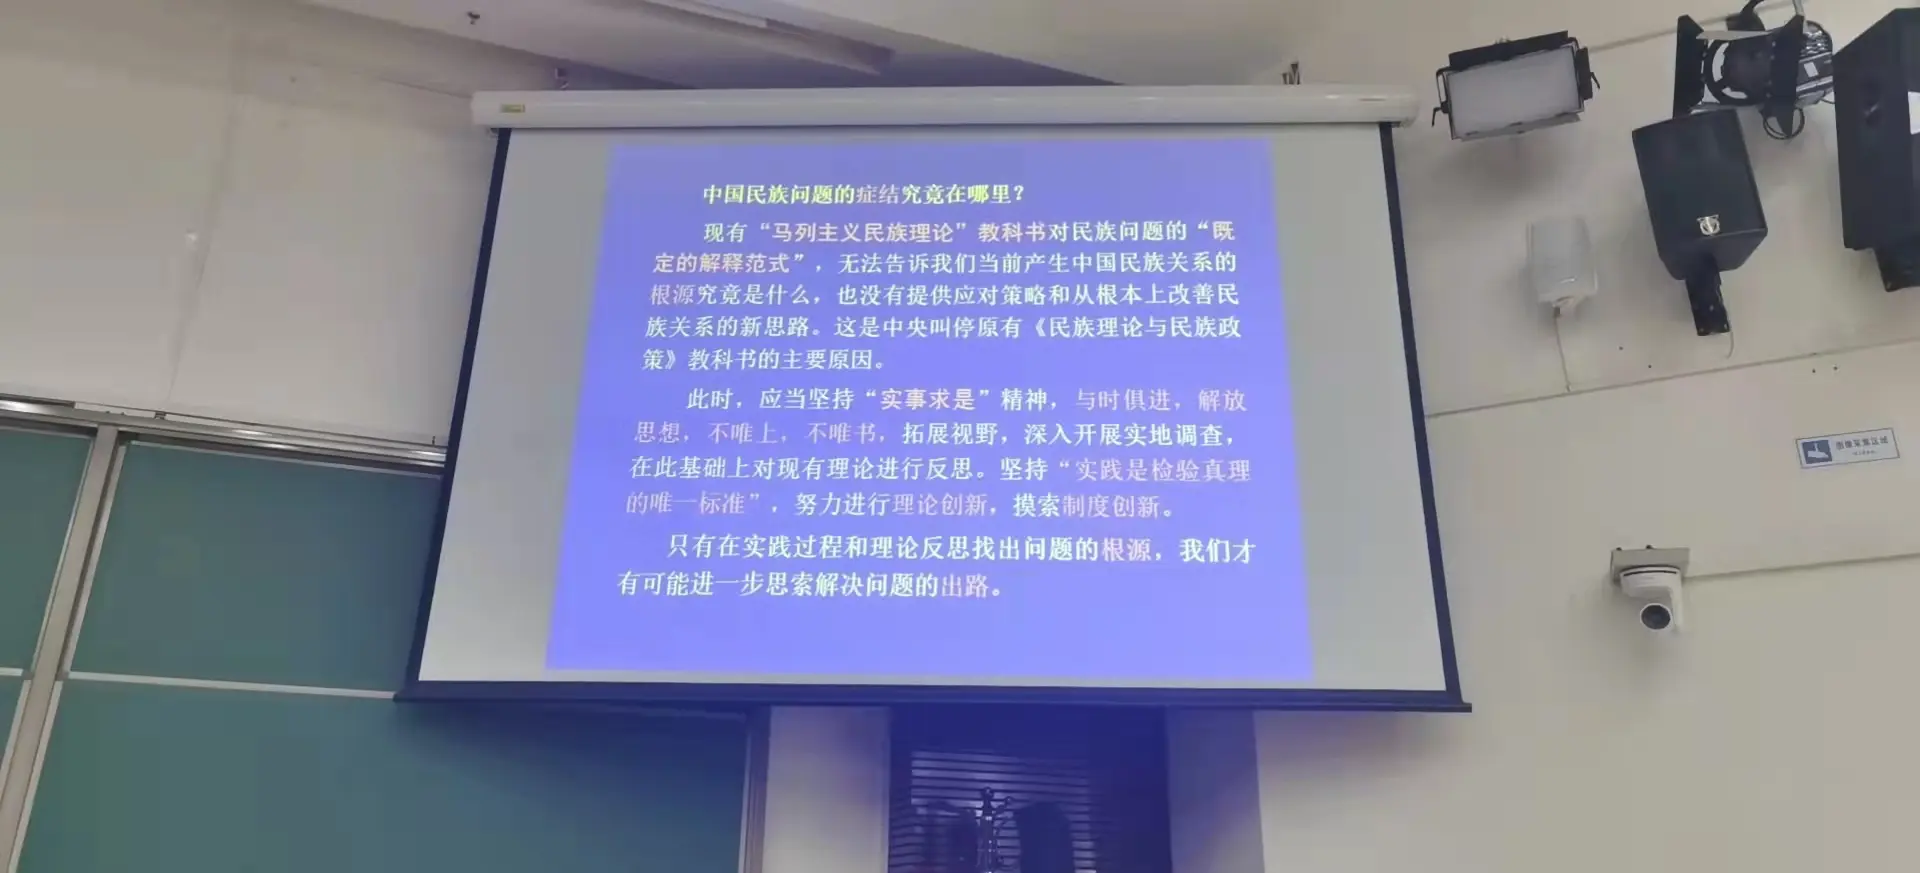 中国民族问题的症结究竟在哪里？
现有“马列主义民族理论”教科书对民族问题的“既
定的解释范式”，无法告诉我们当前产生中国民族关系的
根源究竟是什么，也没有提供应对策略和从根本上改善民
族关系的新思路。这是中央叫停原有《民族理论与民族政
策》教科书的主要原因。
此时，应当坚持“实事求是”精神，与时俱进，解放
思想，不唯上，不唯书，拓展视野，深入开展实地调查，
在此基础上对现有理论进行反思。坚持“实践是检验真理
的唯一标准”，努力进行理论创新，摸索制度创新。
只有在实践过程和理论反思找出问题的根源，我们才
有可能进一步思索解决问题的出路。
图像采集区域